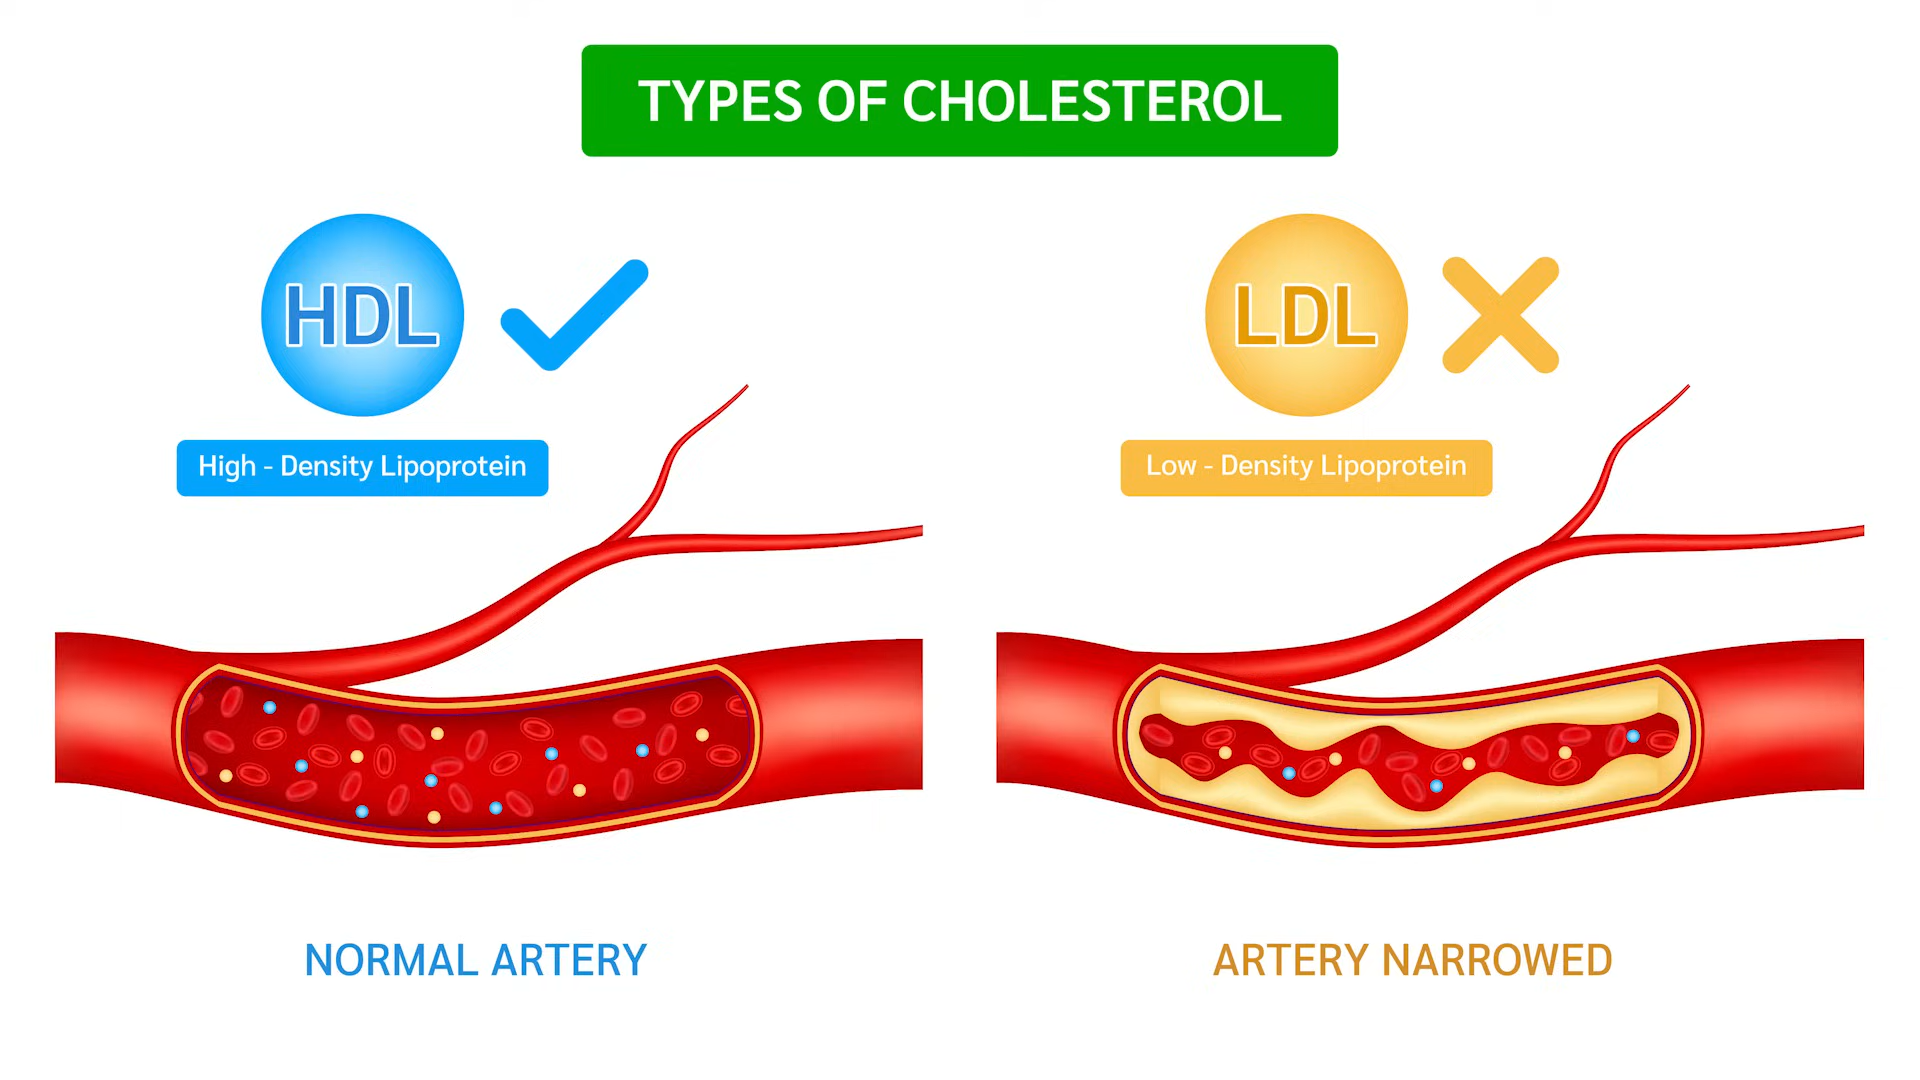 TYPES OF CHOLESTEROL
HDL
High - Density Lipoprotein
NORMAL ARTERY
LDL
Low - Density Lipoprotein
ARTERY NARROWED